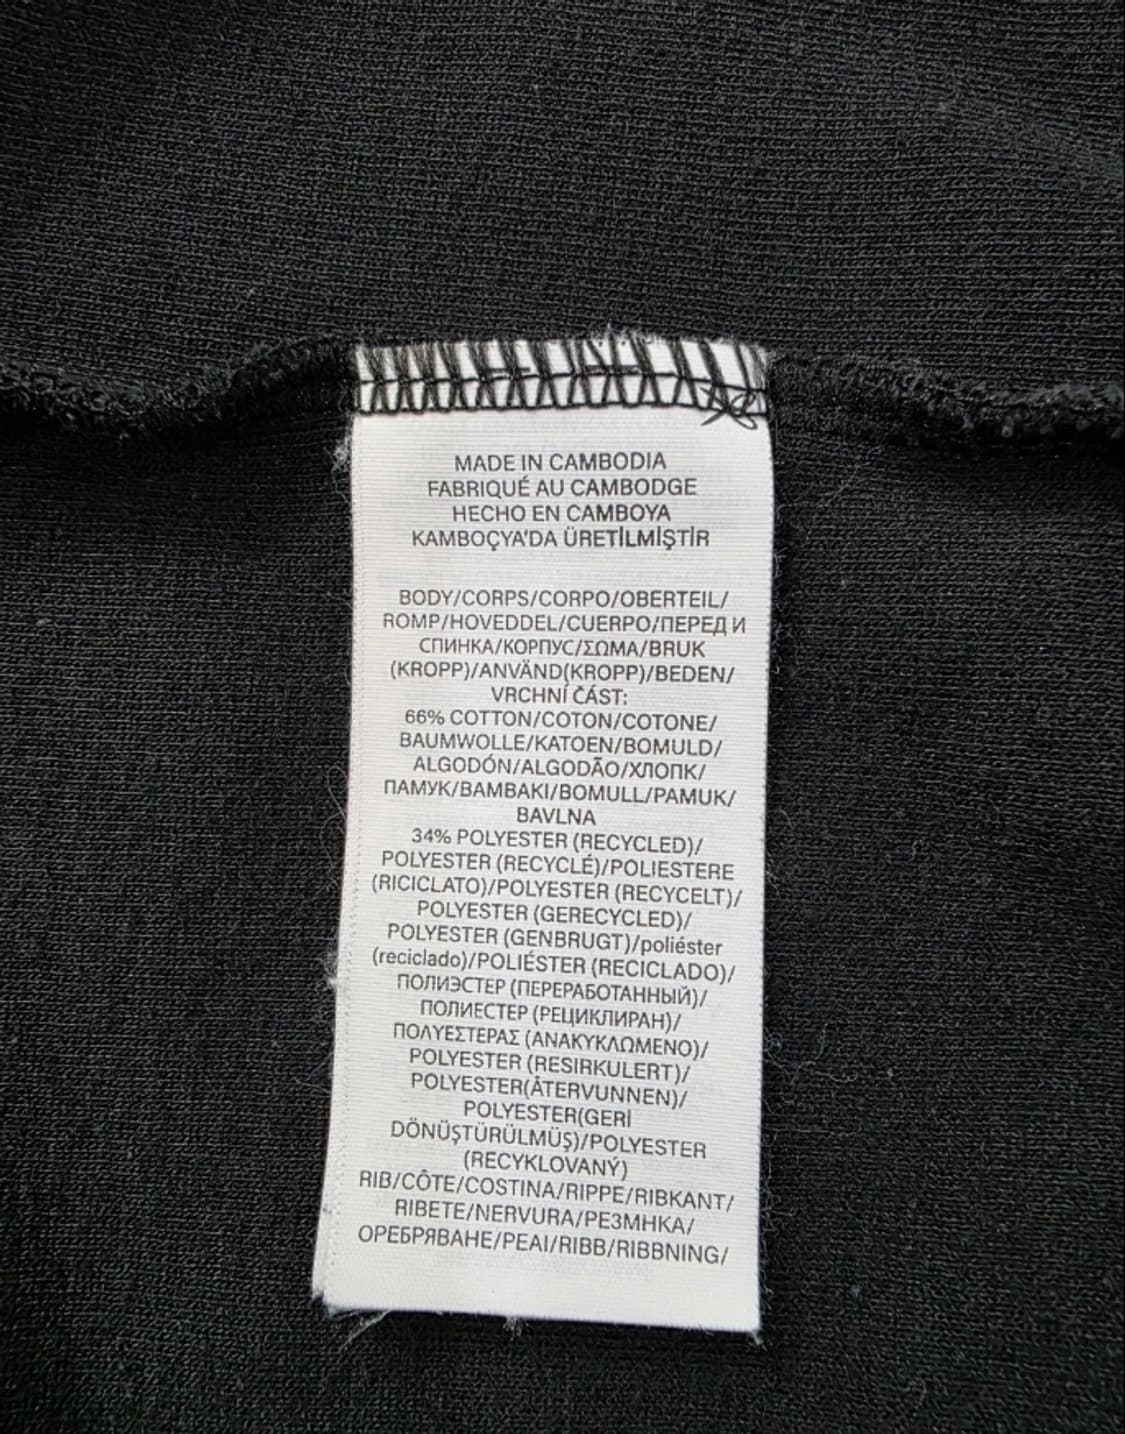 MADE IN CAMBODIA
FABRIQUÉ AU CAMBODGE
HECHO EN CAMBOYA
KAMBOÇYA'DA ÜRETİLMİŞTİR
BODY/CORPS/CORPO/OBERTEIL/
ROMP/HOVEDDEL/CUERPO/ПЕРЕД И
СПИНКА/КОРПУС/ΣΩΜΑ/BRUK
(KROPP)/ANVÄND(KROPP)/BEDEN/
VRCHNÍ ČÁST:
66% COTTON/COTON/COTONE/
BAUMWOLLE/KATOEN/BOMULD/
ALGODÓN/ALGODÃO/ХЛОПК/
ПАМУК/BAMBAKI/BOMULL/PAMUK/
BAVLNA
34% POLYESTER (RECYCLED)/
POLYESTER (RECYCLÉ)/POLIESTERE
(RICICLATO)/POLYESTER (RECYCELT)/
POLYESTER (GERECYCLED)/
POLYESTER (GENBRUGT)/poliéster
(reciclado)/POLIÉSTER (RECICLADO)/
ПОЛИЭСТЕР (ПЕРЕРАБОТАННЫЙ)/
ПОЛИЕСТЕР (РЕЦИКЛИРАН)/
ΠΟΛΥΕΣΤΕΡΑΣ (ΑΝΑΚΥΚΛΩΜΕΝΟ)/
POLYESTER (RESIRKULERT)/
POLYESTER(ÅTERVUNNEN)/
POLYESTER(GERİ
DÖNÜŞTÜRÜLMÜŞ)/POLYESTER
(RECYKLOVANÝ)
RIB/CÔTE/COSTINA/RIPPE/RIBKANT/
RIBETE/NERVURA/РЕЗМНКА/
ОРЕБРЯВАНЕ/PEAI/RIBB/RIBBNING/